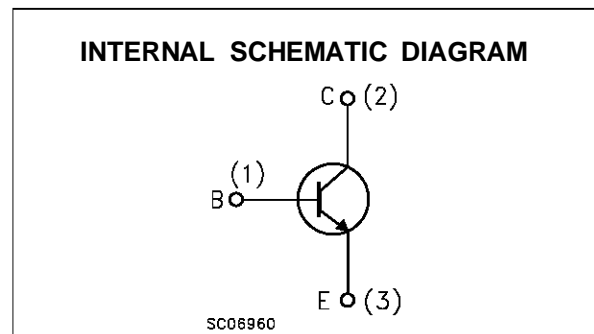 INTERNAL SCHEMATIC DIAGRAM
C (2)
(1)
B
E (3)
SC06960